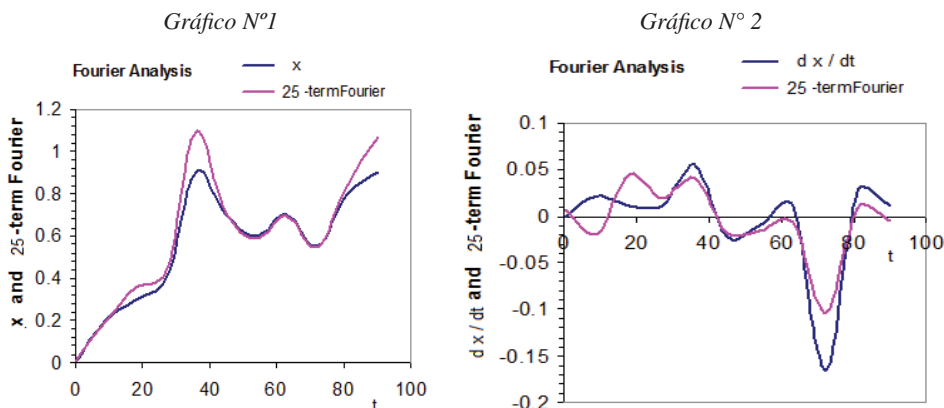 Gráfico Nº1
Fourier Analysis
x
25 -termFourier
x and 25 -term Fourier
1.2
1
0.8
0.6
0.4
0.2
0
0 20 40 60 80 100
t
Gráfico N° 2
Fourier Analysis
d x / dt
25 -termFourier
d x / dt and 25 -term Fourier
0.1
0.05
0
-0.05
-0.1
-0.15
-0.2
0 20 40 60 80 100
t